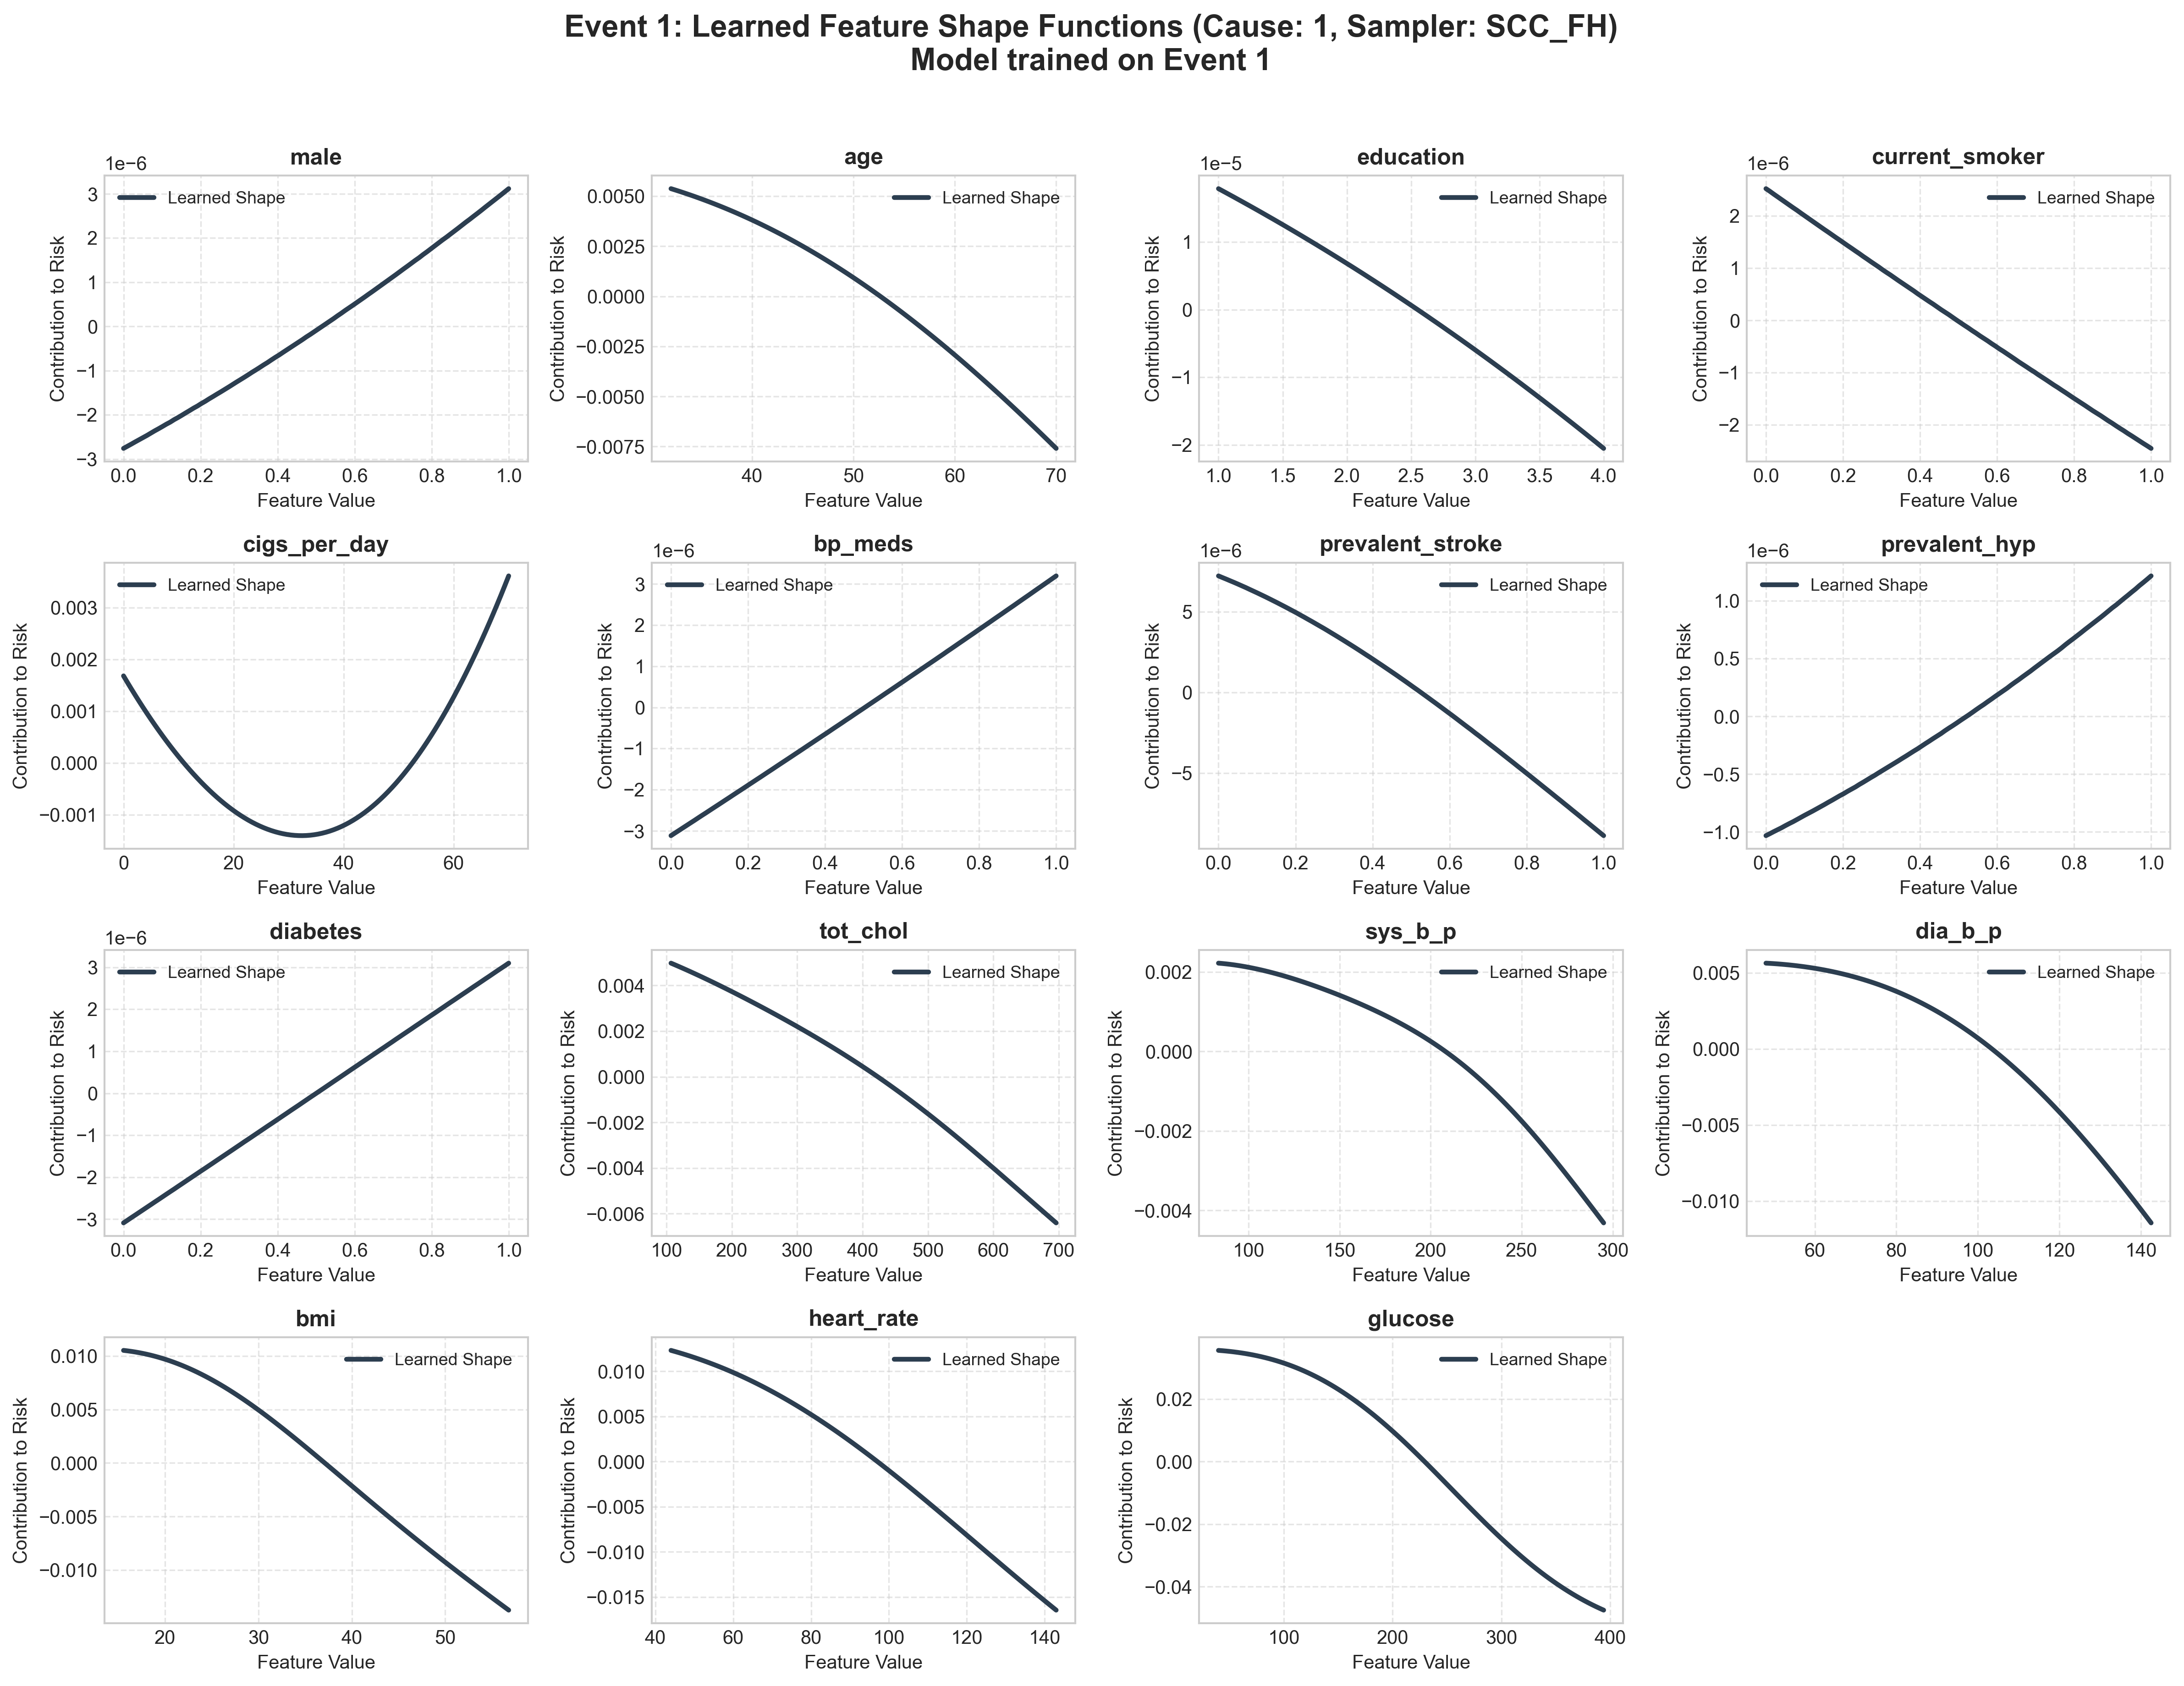 Event 1: Learned Feature Shape Functions (Cause: 1, Sampler: SCC_FH)
Model trained on Event 1
male
1e−6
Learned Shape
Contribution to Risk
3
2
1
0
−1
−2
−3
0.0 0.2 0.4 0.6 0.8 1.0
Feature Value
age
Learned Shape
Contribution to Risk
0.0050
0.0025
0.0000
−0.0025
−0.0050
−0.0075
40 50 60 70
Feature Value
education
1e−5
Learned Shape
Contribution to Risk
1
0
−1
−2
1.0 1.5 2.0 2.5 3.0 3.5 4.0
Feature Value
current_smoker
1e−6
Learned Shape
Contribution to Risk
2
1
0
−1
−2
0.0 0.2 0.4 0.6 0.8 1.0
Feature Value
cigs_per_day
Learned Shape
Contribution to Risk
0.003
0.002
0.001
0.000
−0.001
0 20 40 60
Feature Value
bp_meds
1e−6
Learned Shape
Contribution to Risk
3
2
1
0
−1
−2
−3
0.0 0.2 0.4 0.6 0.8 1.0
Feature Value
prevalent_stroke
1e−6
Learned Shape
Contribution to Risk
5
0
−5
0.0 0.2 0.4 0.6 0.8 1.0
Feature Value
prevalent_hyp
1e−6
Learned Shape
Contribution to Risk
1.0
0.5
0.0
−0.5
−1.0
0.0 0.2 0.4 0.6 0.8 1.0
Feature Value
diabetes
1e−6
Learned Shape
Contribution to Risk
3
2
1
0
−1
−2
−3
0.0 0.2 0.4 0.6 0.8 1.0
Feature Value
tot_chol
Learned Shape
Contribution to Risk
0.004
0.002
0.000
−0.002
−0.004
−0.006
100 200 300 400 500 600 700
Feature Value
sys_b_p
Learned Shape
Contribution to Risk
0.002
0.000
−0.002
−0.004
100 150 200 250 300
Feature Value
dia_b_p
Learned Shape
Contribution to Risk
0.005
0.000
−0.005
−0.010
60 80 100 120 140
Feature Value
bmi
Learned Shape
Contribution to Risk
0.010
0.005
0.000
−0.005
−0.010
20 30 40 50
Feature Value
heart_rate
Learned Shape
Contribution to Risk
0.010
0.005
0.000
−0.005
−0.010
−0.015
40 60 80 100 120 140
Feature Value
glucose
Learned Shape
Contribution to Risk
0.02
0.00
−0.02
−0.04
100 200 300 400
Feature Value